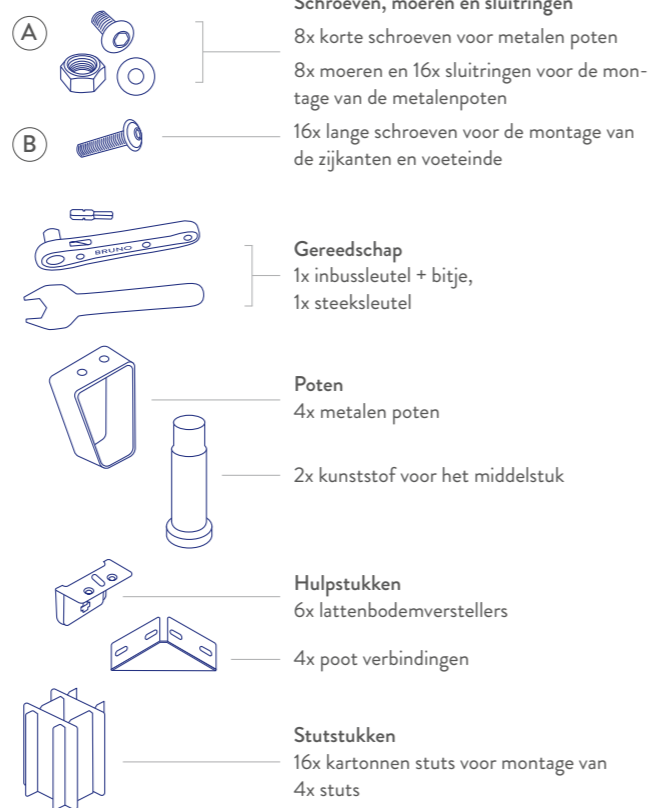 Schroeven, moeren en sluitringen
A
8x korte schroeven voor metalen poten
8x moeren en 16x sluitringen voor de mon-
tage van de metalenpoten
B
16x lange schroeven voor de montage van
de zijkanten en voeteinde
BRUNO
Gereedschap
1x inbussleutel + bitje,
1x steeksleutel
Poten
4x metalen poten
2x kunststof voor het middelstuk
Hulpstukken
6x lattenbodemverstellers
4x poot verbindingen
Stutstukken
16x kartonnen stuts voor montage van
4x stuts